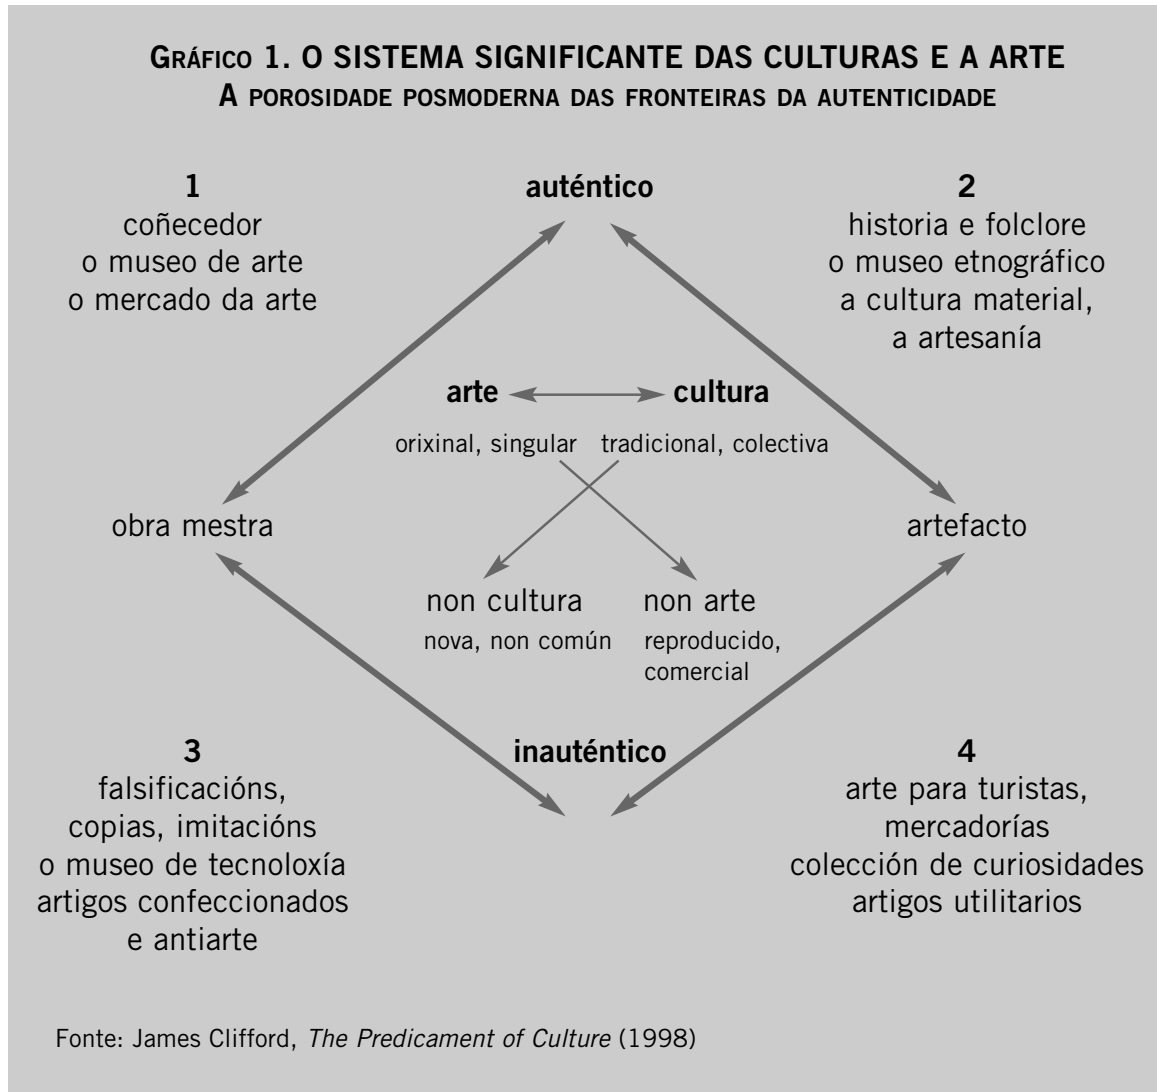 GRÁFICO 1. O SISTEMA SIGNIFICANTE DAS CULTURAS E A ARTE
A POROSIDADE POSMODERNA DAS FRONTEIRAS DA AUTENTICIDADE
1
coñecedor
o museo de arte
o mercado da arte
auténtico
2
historia e folclore
o museo etnográfico
a cultura material,
a artesanía
arte cultura
orixinal, singular tradicional, colectiva
obra mestra
artefacto
non cultura non arte
nova, non común reproducido,
comercial
3
falsificacións,
copias, imitacións
o museo de tecnoloxía
artigos confeccionados
e antiarte
inauténtico
4
arte para turistas,
mercadorías
colección de curiosidades
artigos utilitarios
Fonte: James Clifford, The Predicament of Culture (1998)